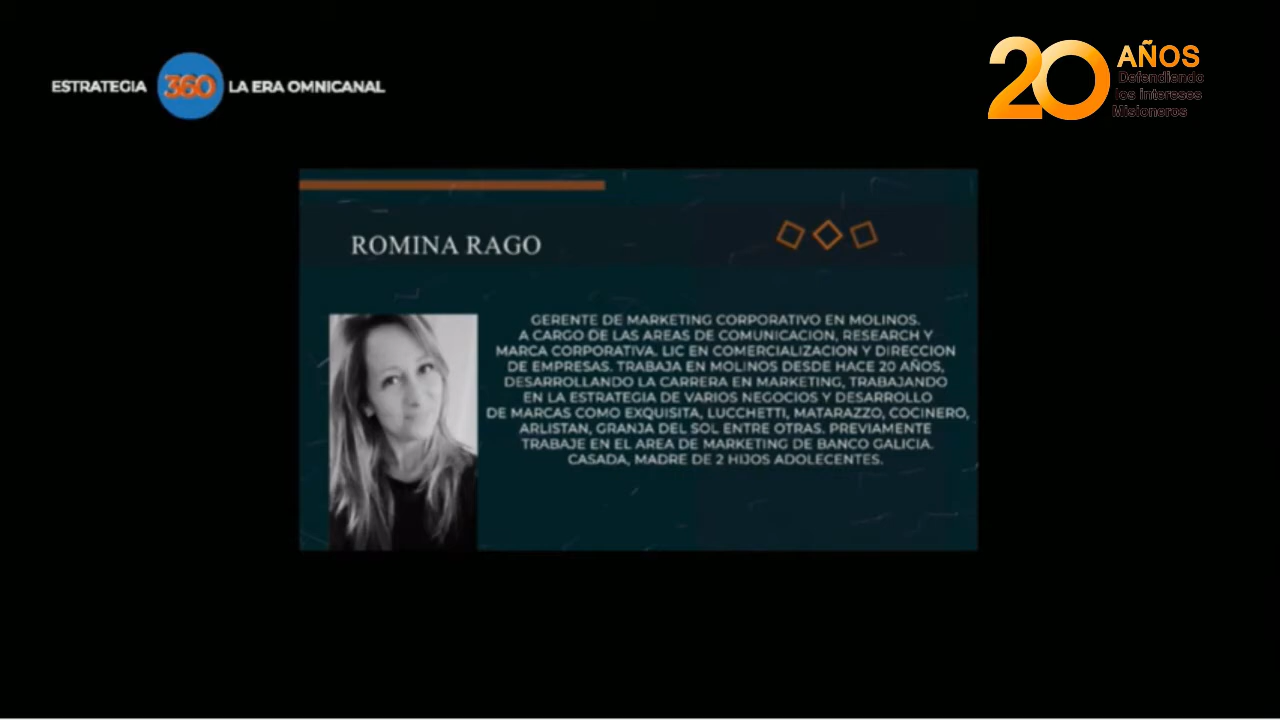 ESTRATEGIA 360 LA ERA OMNICANAL
20 AÑOS
Defendiendo
los intereses
Misioneros
ROMINA RAGO
GERENTE DE MARKETING CORPORATIVO EN MOLINOS.
A CARGO DE LAS AREAS DE COMUNICACION, RESEARCH Y
MARCA CORPORATIVA. LIC EN COMERCIALIZACION Y DIRECCION
DE EMPRESAS. TRABAJA EN MOLINOS DESDE HACE 20 AÑOS,
DESARROLLANDO LA CARRERA EN MARKETING, TRABAJANDO
EN LA ESTRATEGIA DE VARIOS NEGOCIOS Y DESARROLLO
DE MARCAS COMO EXQUISITA, LUCCHETTI, MATARAZZO, COCINERO,
ARLISTAN, GRANJA DEL SOL ENTRE OTRAS. PREVIAMENTE
TRABAJE EN EL AREA DE MARKETING DE BANCO GALICIA.
CASADA, MADRE DE 2 HIJOS ADOLECENTES.